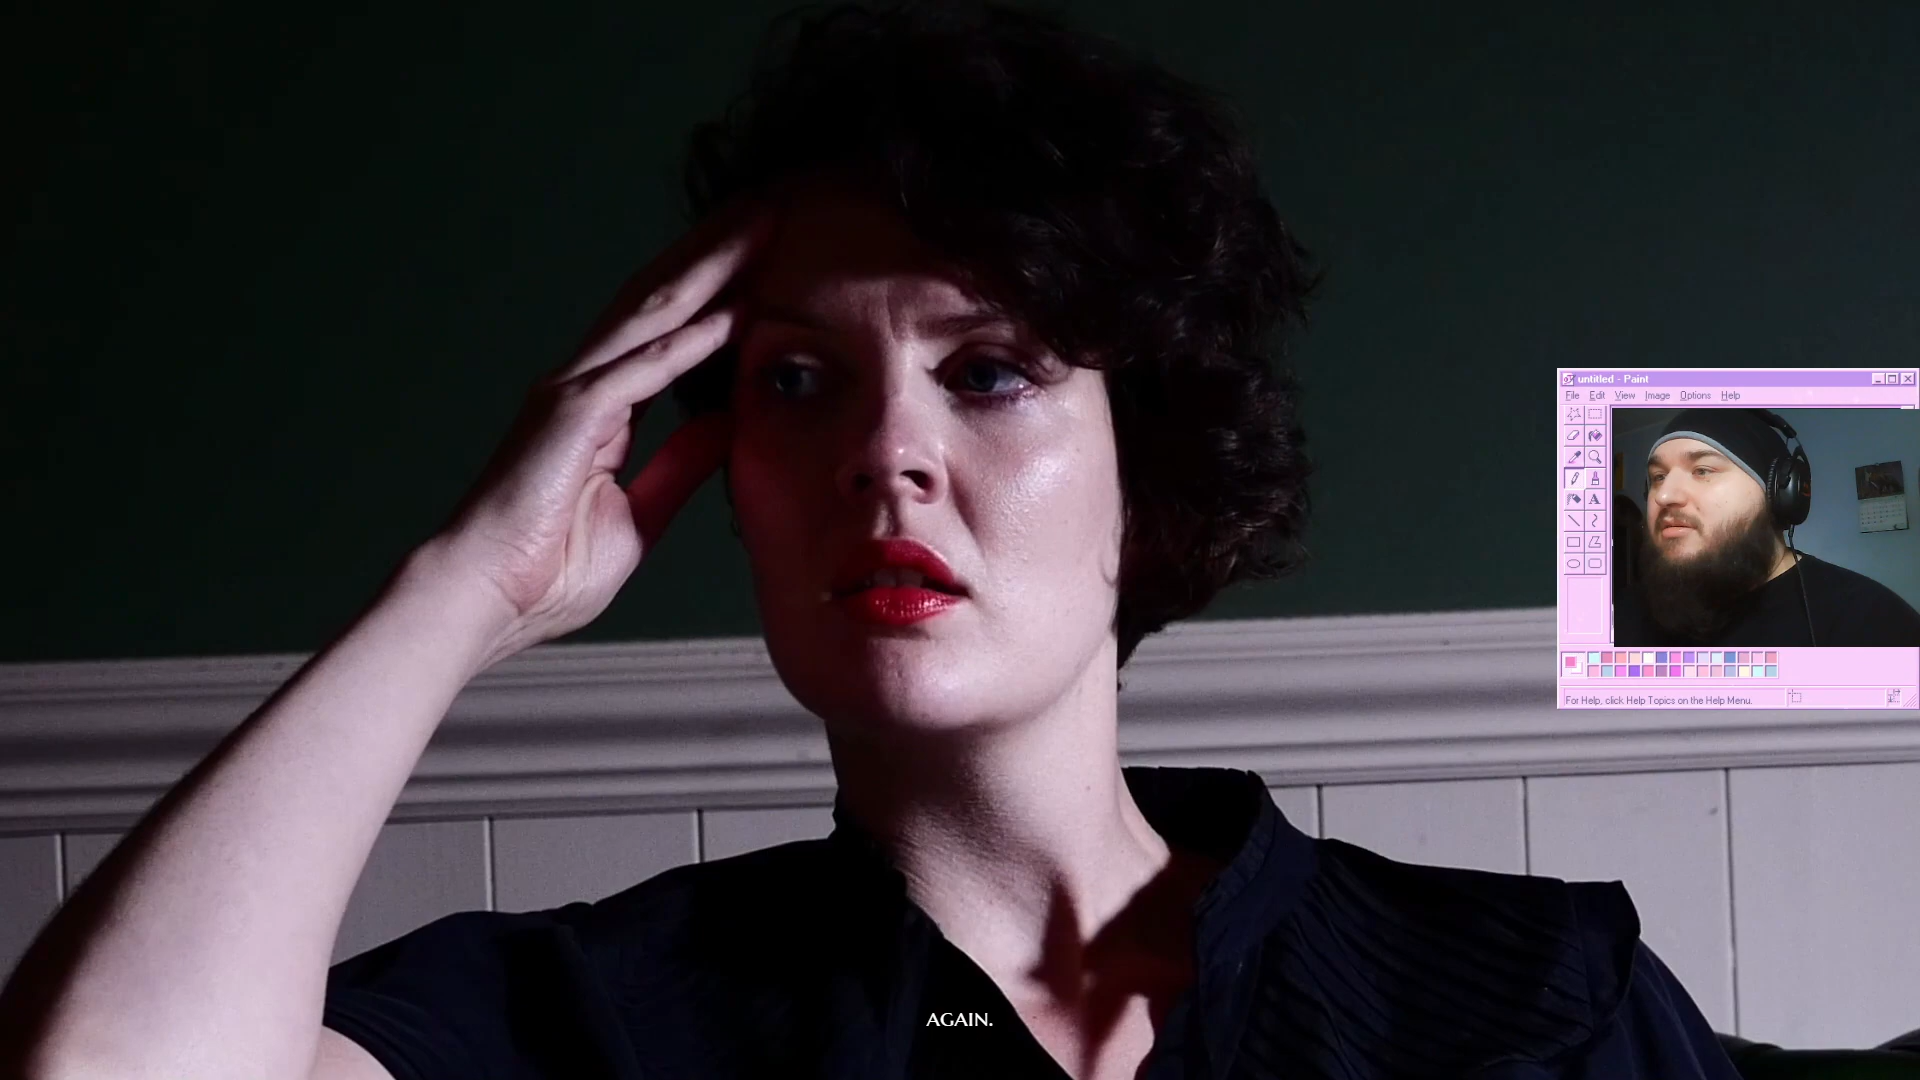 untitled - Paint
File Edit View Image Options Help
A
For Help, click Help Topics on the Help Menu.
AGAIN.